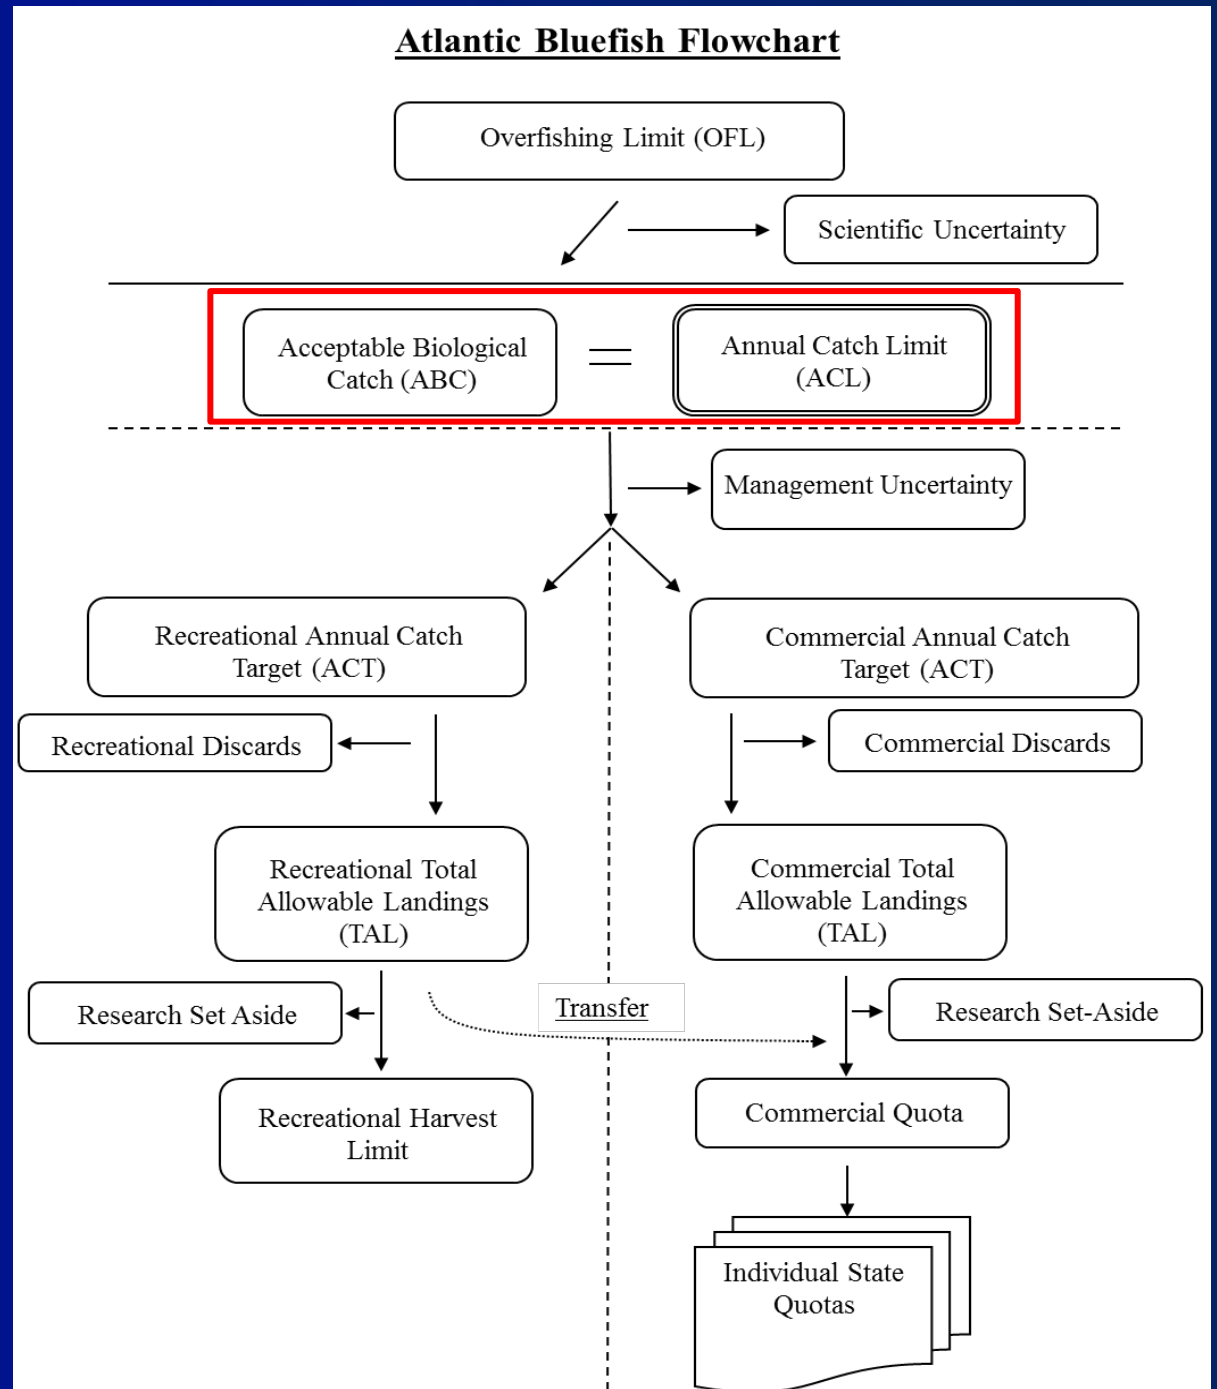 Atlantic Bluefish Flowchart
Overfishing Limit (OFL)
Scientific Uncertainty
Acceptable Biological
Catch (ABC)
=
Annual Catch Limit
(ACL)
Management Uncertainty
Recreational Annual Catch
Target (ACT)
Commercial Annual Catch
Target (ACT)
Recreational Discards
Commercial Discards
Recreational Total
Allowable Landings
(TAL)
Commercial Total
Allowable Landings
(TAL)
Research Set Aside
Transfer
Research Set-Aside
Recreational Harvest
Limit
Commercial Quota
Individual State
Quotas